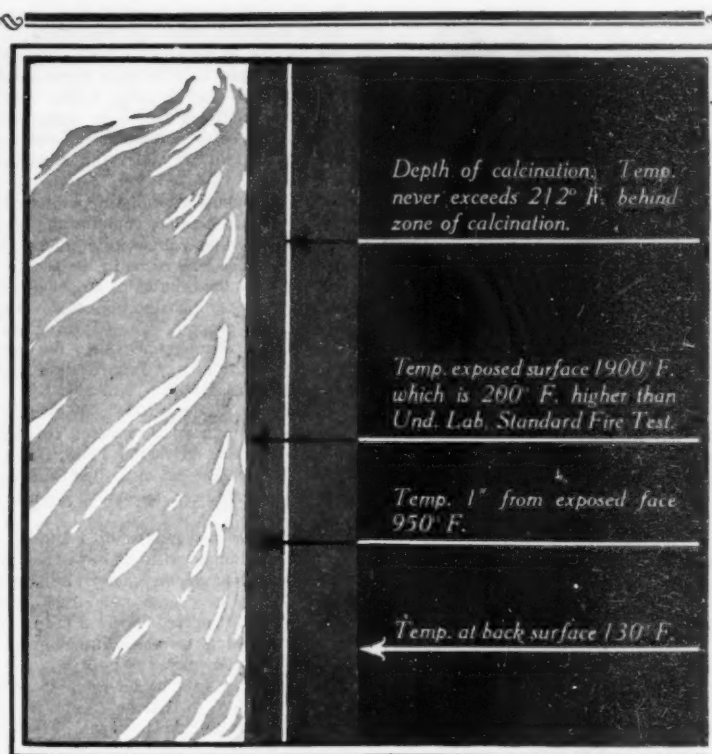 Depth of calcination. Temp.
never exceeds 212° F. behind
zone of calcination.
Temp. exposed surface 1900° F.
which is 200° F. higher than
Und. Lab. Standard Fire Test.
Temp. 1" from exposed face
950° F.
Temp. at back surface 130° F.